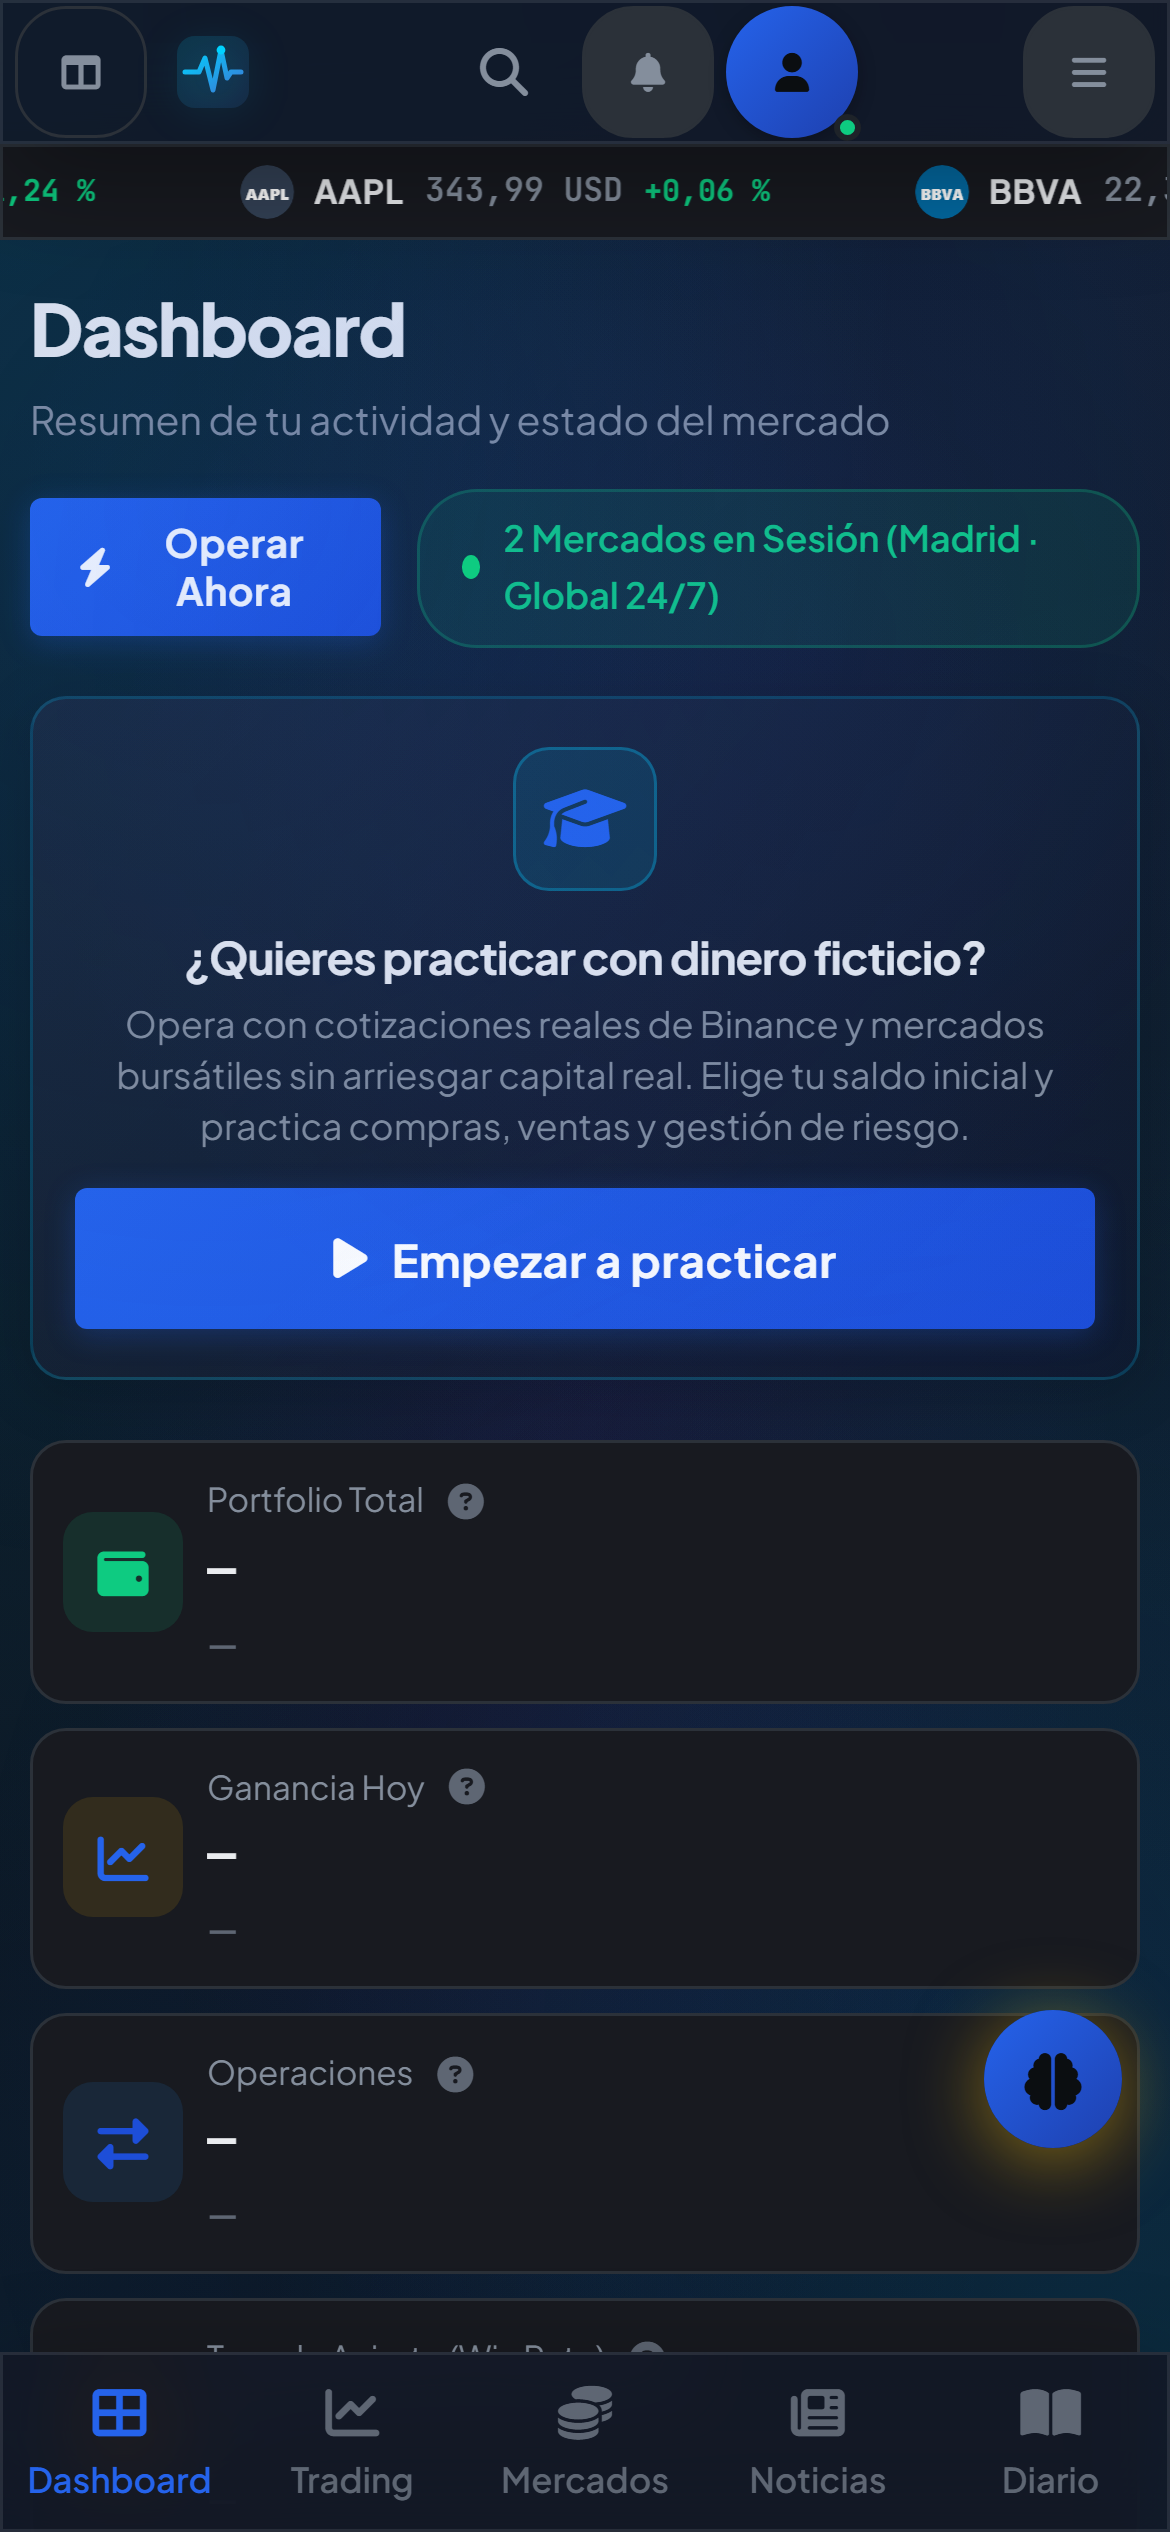 ,24 %
AAPL AAPL 343,99 USD +0,06 % BBVA BBVA 22,
Dashboard
Resumen de tu actividad y estado del mercado
Operar
Ahora
2 Mercados en Sesión (Madrid ·
Global 24/7)
¿Quieres practicar con dinero ficticio?
Opera con cotizaciones reales de Binance y mercados
bursátiles sin arriesgar capital real. Elige tu saldo inicial y
practica compras, ventas y gestión de riesgo.
Empezar a practicar
Portfolio Total ?
—
—
Ganancia Hoy ?
—
—
Operaciones ?
—
—
Dashboard
Trading
Mercados
Noticias
Diario